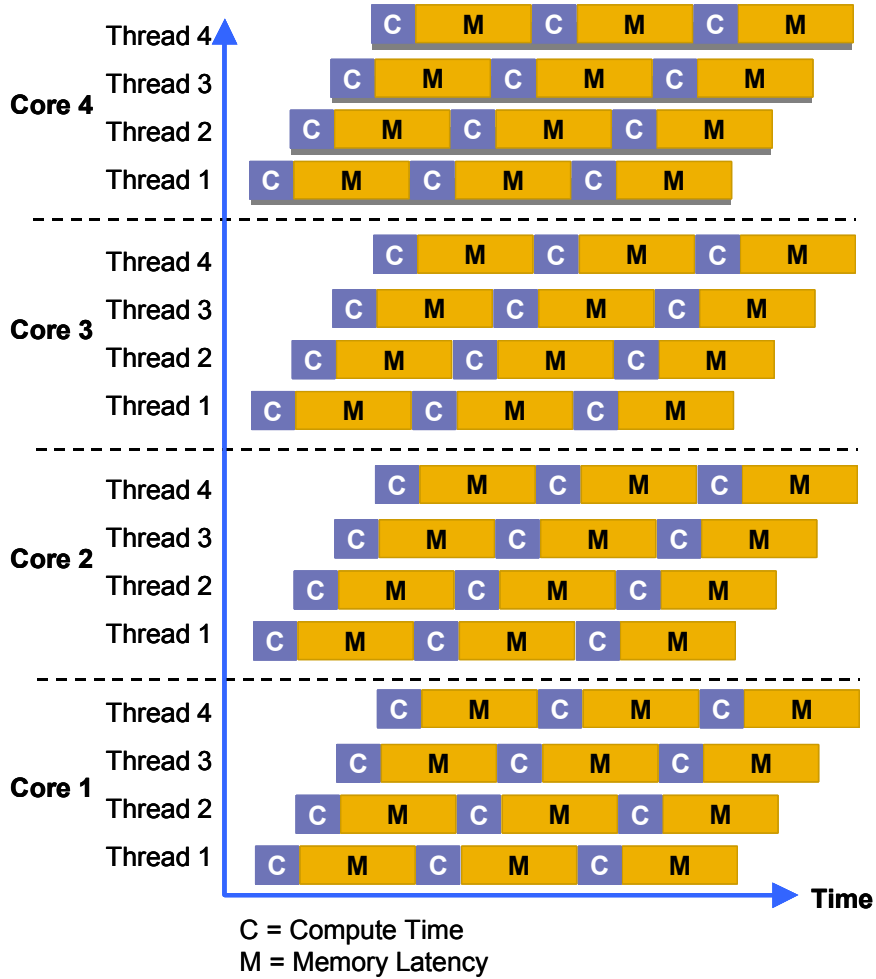 Thread 4 C M C M C M
Thread 3 C M C M C M
Core 4
Thread 2 C M C M C M
Thread 1 C M C M C M
Thread 4 C M C M C M
Thread 3 C M C M C M
Core 3
Thread 2 C M C M C M
Thread 1 C M C M C M
Thread 4 C M C M C M
Thread 3 C M C M C M
Core 2
Thread 2 C M C M C M
Thread 1 C M C M C M
Thread 4 C M C M C M
Thread 3 C M C M C M
Core 1
Thread 2 C M C M C M
Thread 1 C M C M C M
Time
C = Compute Time
M = Memory Latency